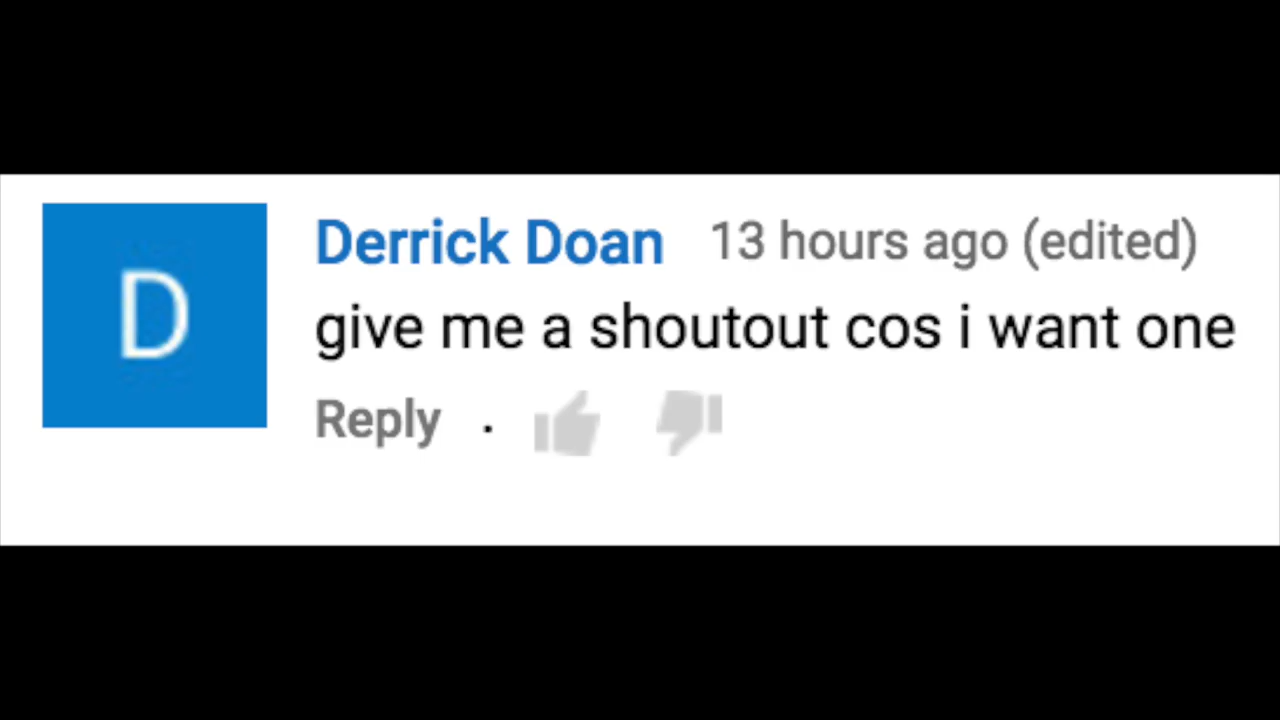 D
Derrick Doan 13 hours ago (edited)
give me a shoutout cos i want one
Reply .